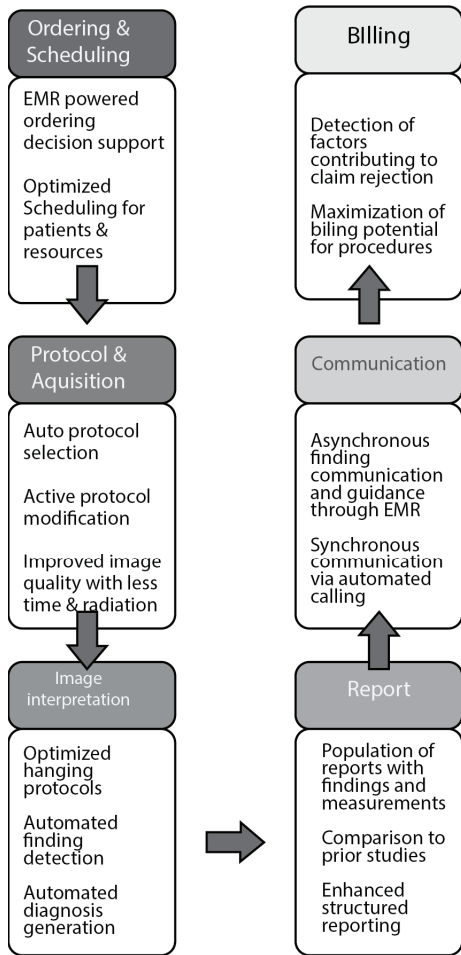 Ordering &
Scheduling
EMR powered
ordering
decision support
Optimized
Scheduling for
patients &
resources
Protocol &
Aquisition
Auto protocol
selection
Active protocol
modification
Improved image
quality with less
time & radiation
Image
interpretation
Optimized
hanging
protocols
Automated
finding
detection
Automated
diagnosis
generation
Report
Population of
reports with
findings and
measurements
Comparison to
prior studies
Enhanced
structured
reporting
Communication
Asynchronous
finding
communication
and guidance
through EMR
Synchronous
communication
via automated
calling
BIlling
Detection of
factors
contributing to
claim rejection
Maximization of
biling potential
for procedures